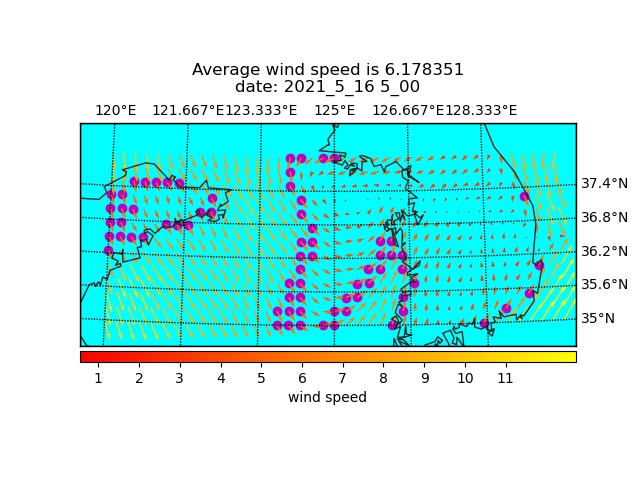 Average wind speed is 6.178351
date: 2021_5_16 5_00
120°E 121.667°E 123.333°E 125°E 126.667°E 128.333°E
37.4°N
36.8°N
36.2°N
35.6°N
35°N
1 2 3 4 5 6 7 8 9 10 11
wind speed